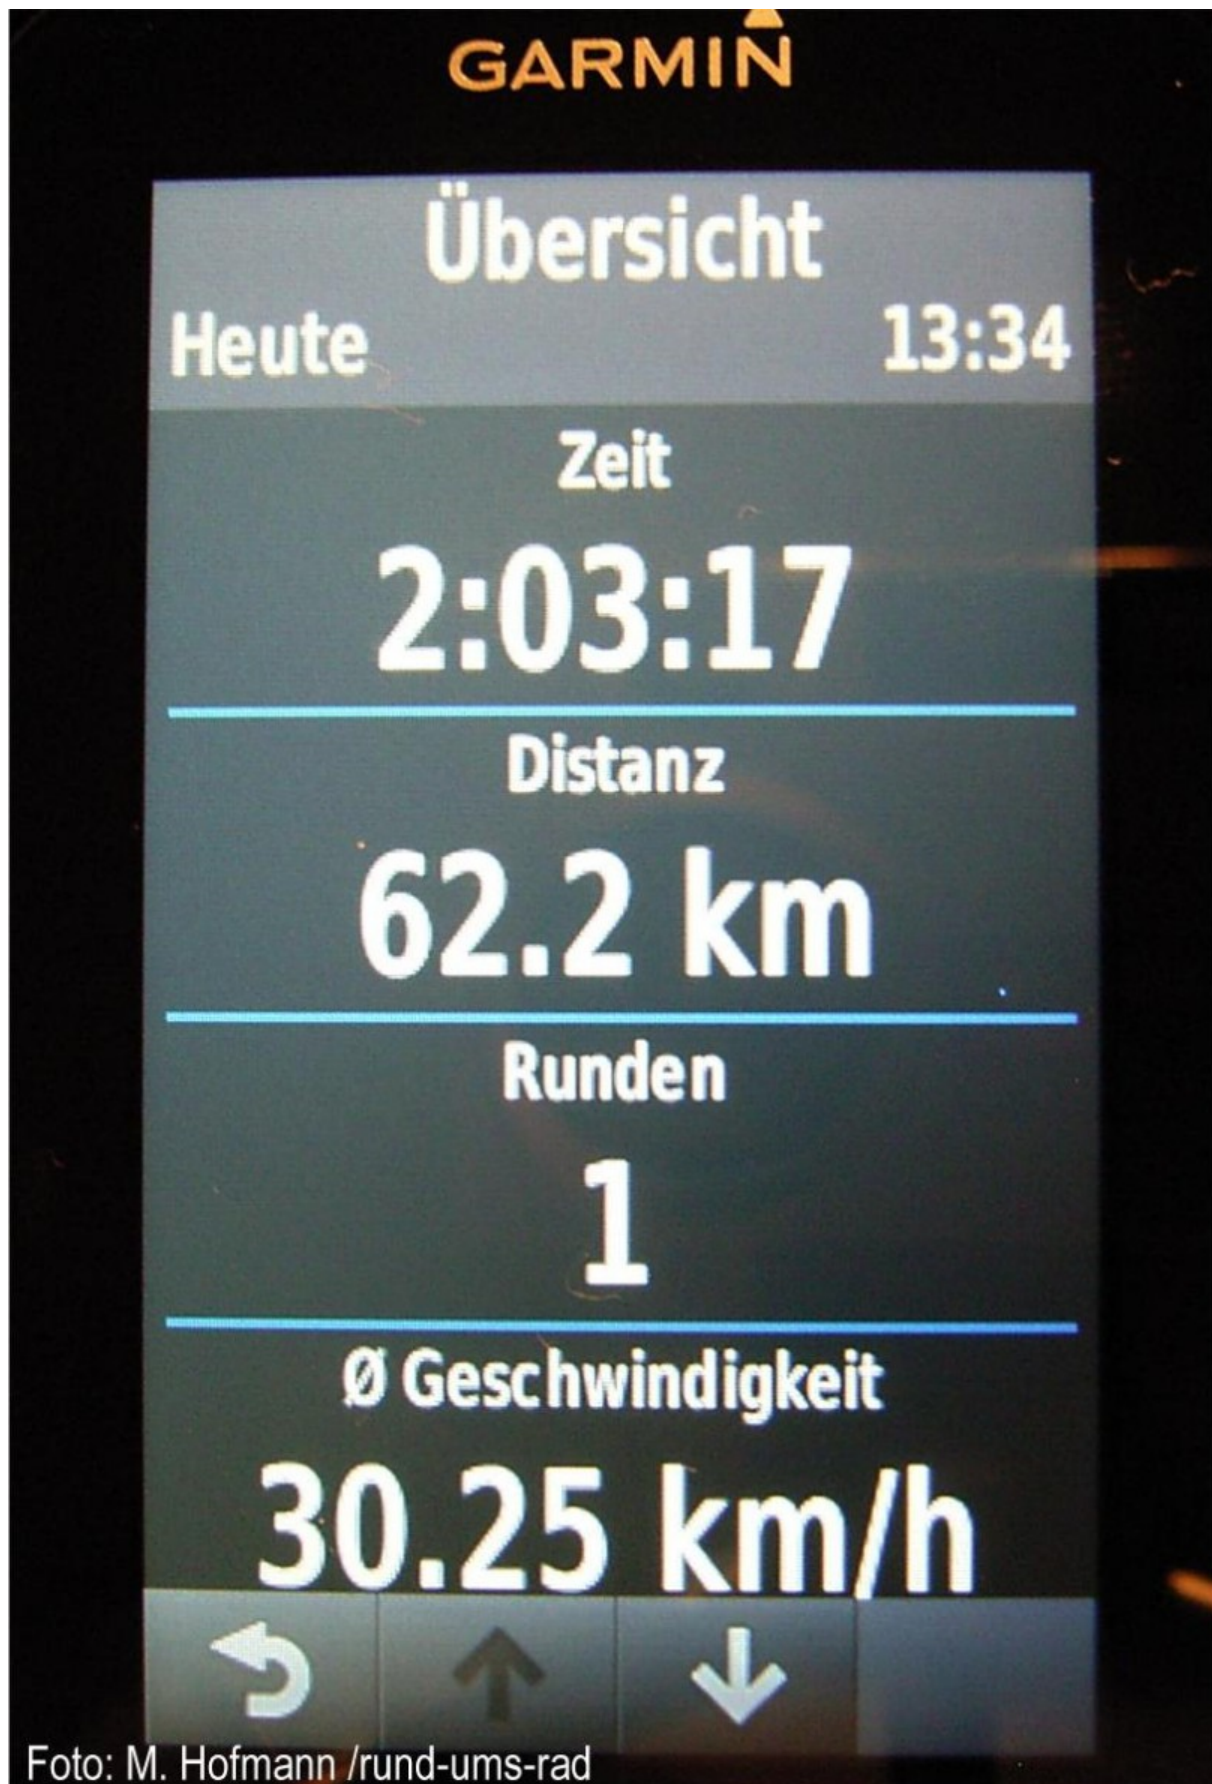 GARMIN
Übersicht
Heute 13:34
Zeit
2:03:17
Distanz
62.2 km
Runden
1
Ø Geschwindigkeit
30.25 km/h
Foto: M. Hofmann /rund-ums-rad